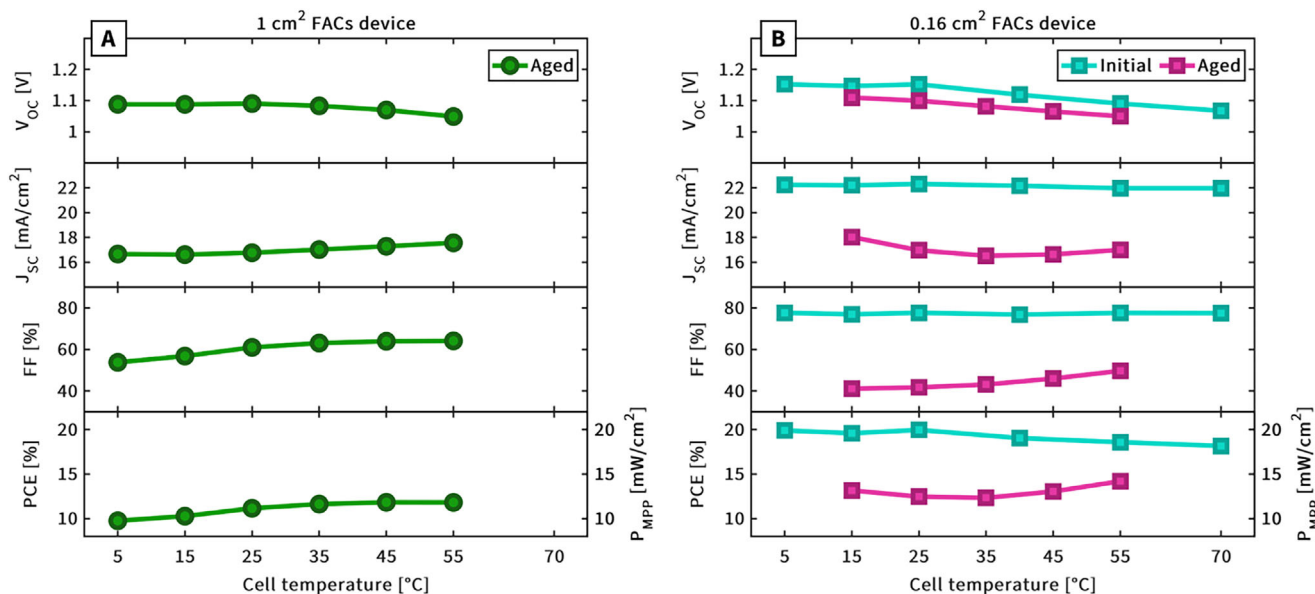 1 cm² FACs device
A
Aged
V_OC [V]
1.2
1.1
1
J_SC [mA/cm²]
22
20
18
16
FF [%]
80
60
40
PCE [%]
20
15
10
20
15
10
P_MPP [mW/cm²]
5 15 25 35 45 55 70
Cell temperature [°C]
0.16 cm² FACs device
B
Initial Aged
V_OC [V]
1.2
1.1
1
J_SC [mA/cm²]
22
20
18
16
FF [%]
80
60
40
PCE [%]
20
15
10
20
15
10
P_MPP [mW/cm²]
5 15 25 35 45 55 70
Cell temperature [°C]